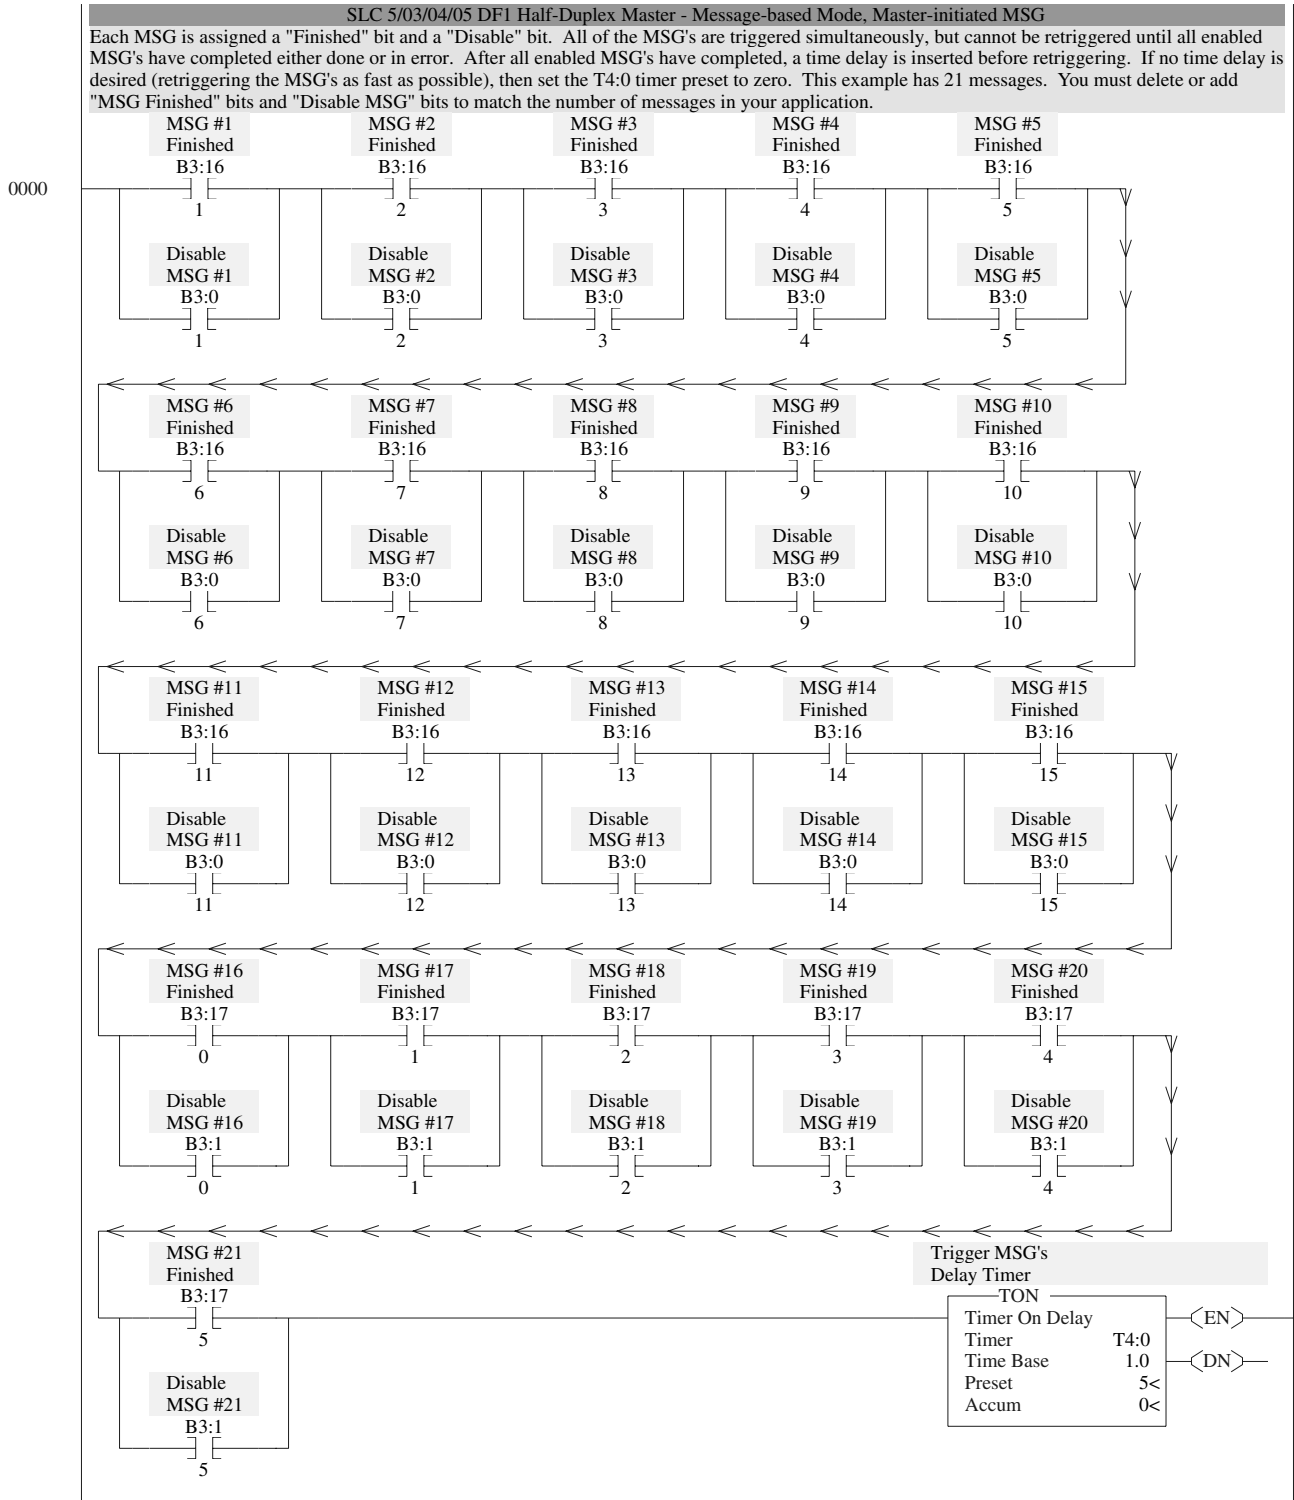 SLC 5/03/04/05 DF1 Half-Duplex Master - Message-based Mode, Master-initiated MSG
Each MSG is assigned a "Finished" bit and a "Disable" bit. All of the MSG's are triggered simultaneously, but cannot be retriggered until all enabled
MSG's have completed either done or in error. After all enabled MSG's have completed, a time delay is inserted before retriggering. If no time delay is
desired (retriggering the MSG's as fast as possible), then set the T4:0 timer preset to zero. This example has 21 messages. You must delete or add
"MSG Finished" bits and "Disable MSG" bits to match the number of messages in your application.
MSG #1 MSG #2 MSG #3 MSG #4 MSG #5
Finished Finished Finished Finished Finished
B3:16 B3:16 B3:16 B3:16 B3:16
0000
1 2 3 4 5
Disable Disable Disable Disable Disable
MSG #1 MSG #2 MSG #3 MSG #4 MSG #5
B3:0 B3:0 B3:0 B3:0 B3:0
1 2 3 4 5
MSG #6 MSG #7 MSG #8 MSG #9 MSG #10
Finished Finished Finished Finished Finished
B3:16 B3:16 B3:16 B3:16 B3:16
6 7 8 9 10
Disable Disable Disable Disable Disable
MSG #6 MSG #7 MSG #8 MSG #9 MSG #10
B3:0 B3:0 B3:0 B3:0 B3:0
6 7 8 9 10
MSG #11 MSG #12 MSG #13 MSG #14 MSG #15
Finished Finished Finished Finished Finished
B3:16 B3:16 B3:16 B3:16 B3:16
11 12 13 14 15
Disable Disable Disable Disable Disable
MSG #11 MSG #12 MSG #13 MSG #14 MSG #15
B3:0 B3:0 B3:0 B3:0 B3:0
11 12 13 14 15
MSG #16 MSG #17 MSG #18 MSG #19 MSG #20
Finished Finished Finished Finished Finished
B3:17 B3:17 B3:17 B3:17 B3:17
0 1 2 3 4
Disable Disable Disable Disable Disable
MSG #16 MSG #17 MSG #18 MSG #19 MSG #20
B3:1 B3:1 B3:1 B3:1 B3:1
0 1 2 3 4
MSG #21
Finished
B3:17
5
Disable
MSG #21
B3:1
5
Trigger MSG's
Delay Timer
TON
Timer On Delay EN
Timer T4:0
Time Base 1.0 DN
Preset 5<
Accum 0<